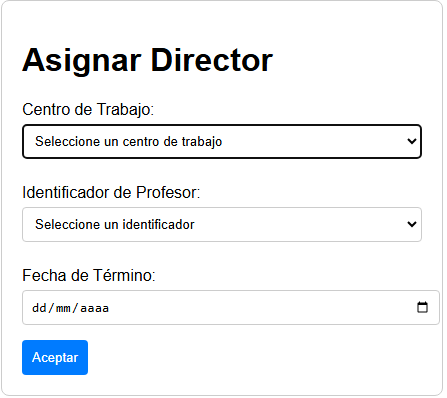 Asignar Director
Centro de Trabajo:
Seleccione un centro de trabajo
Identificador de Profesor:
Seleccione un identificador
Fecha de Término:
dd/mm/aaaa
Aceptar